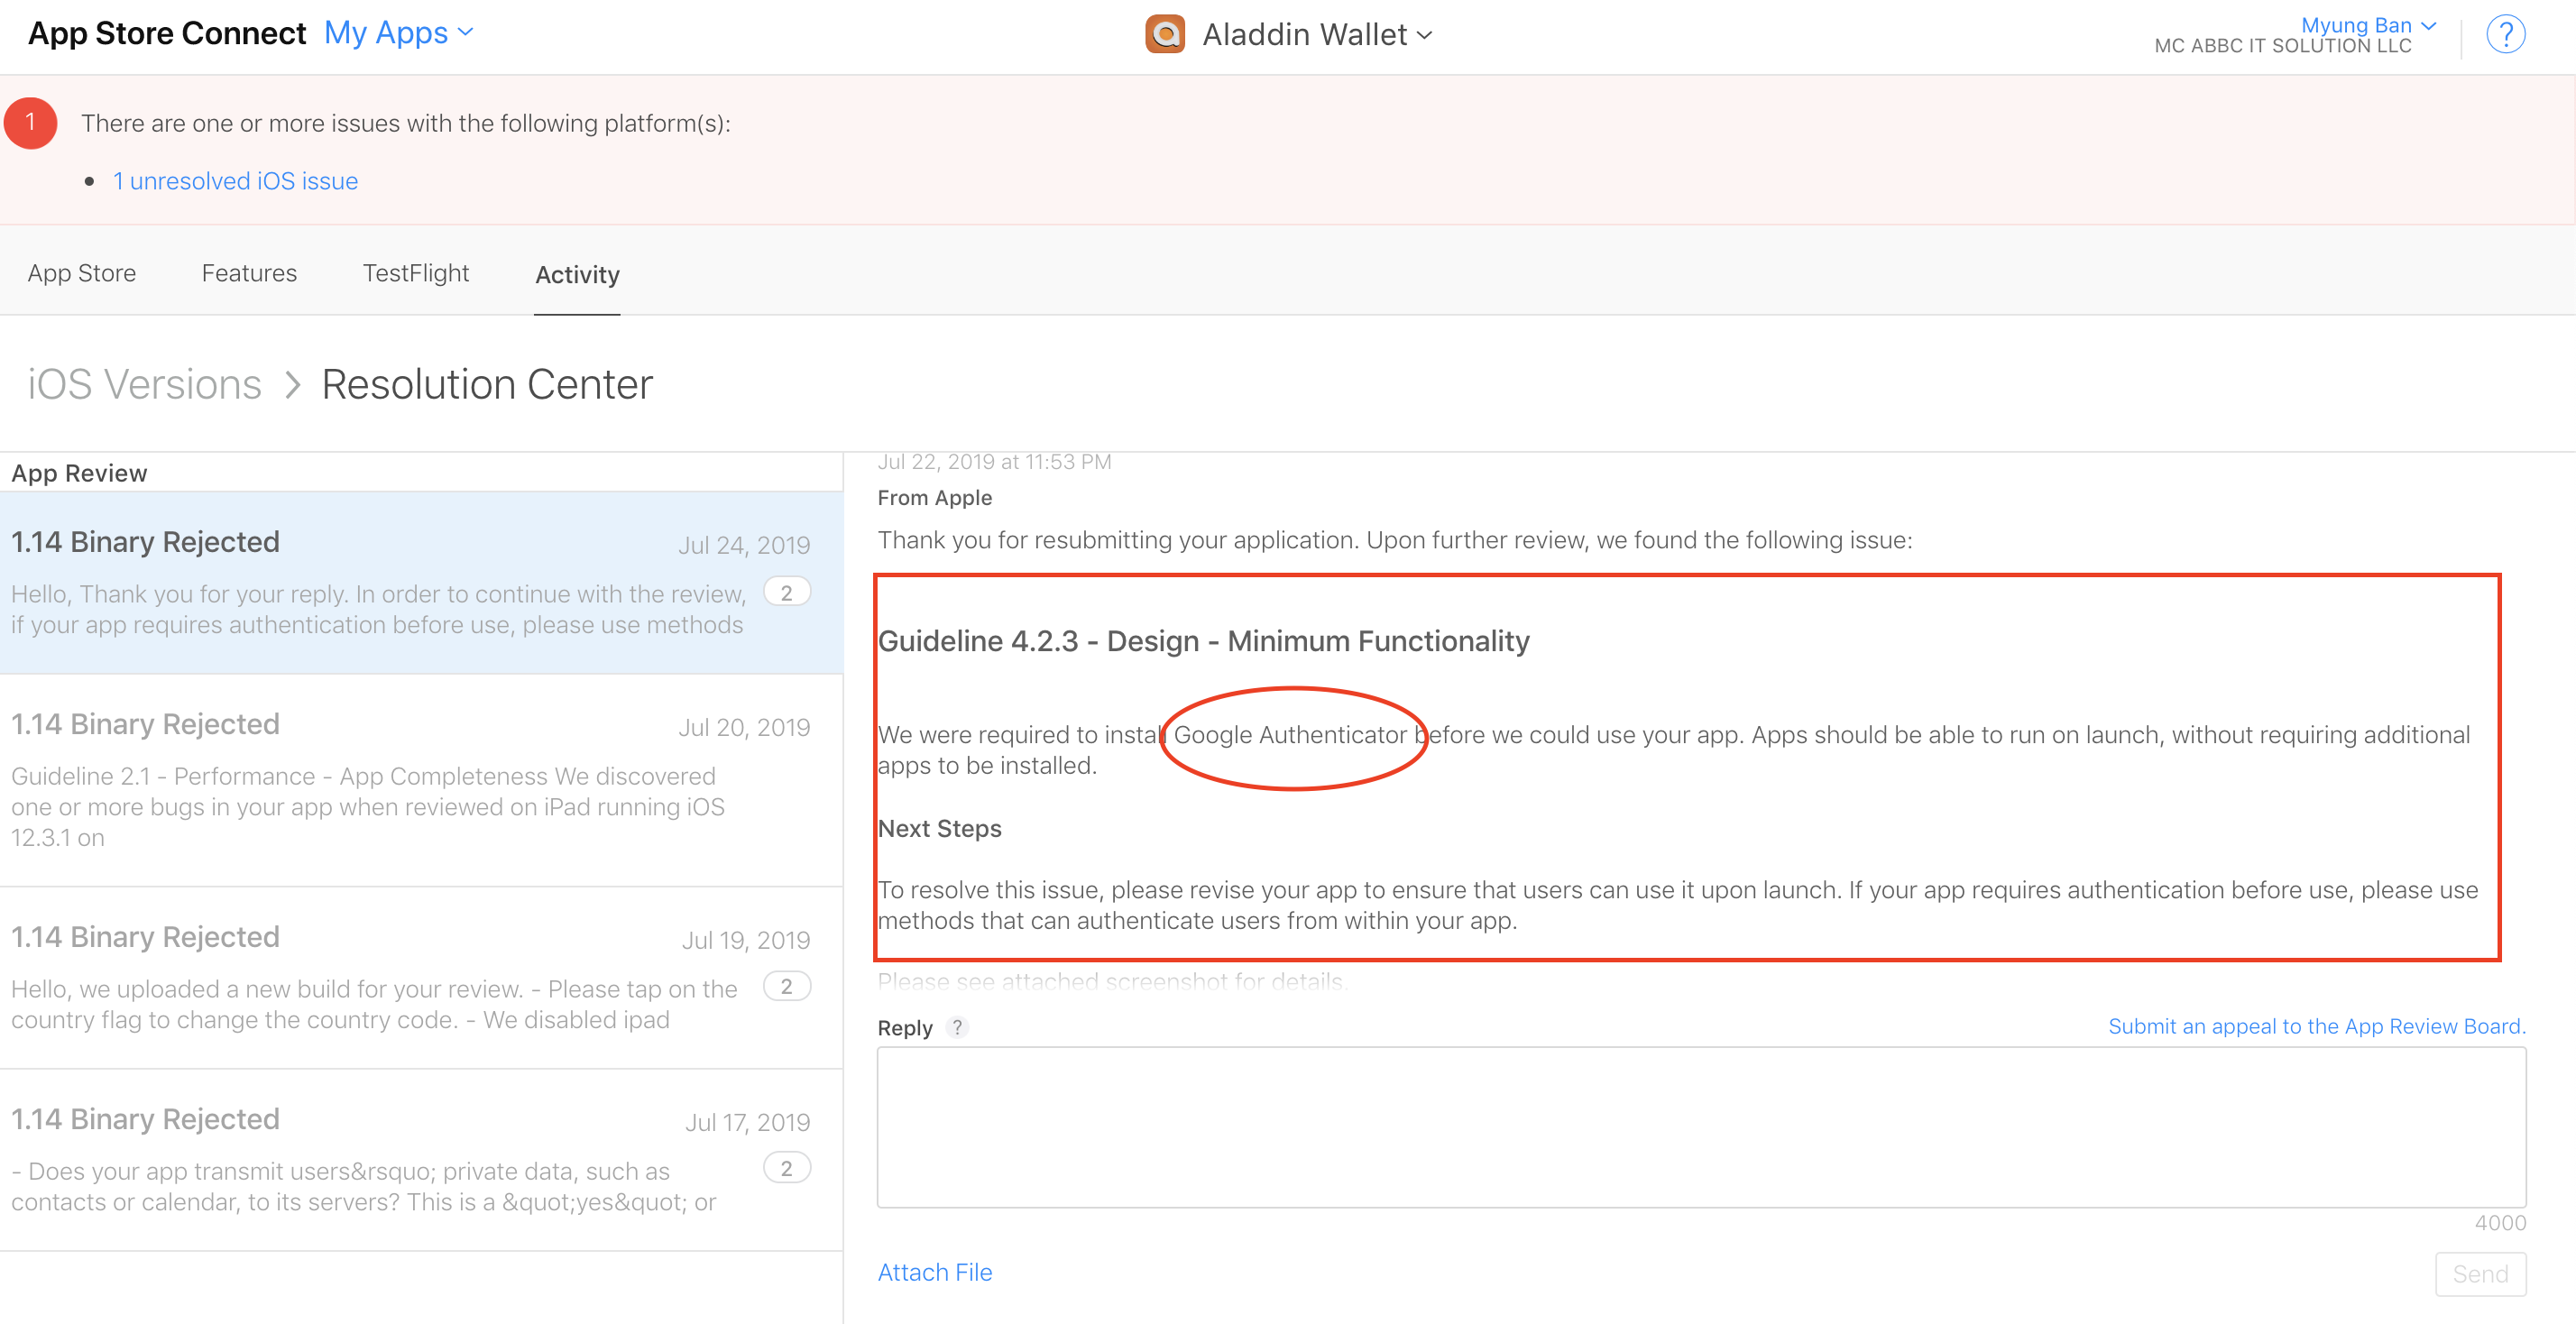 App Store Connect My Apps
Aladdin Wallet
Myung Ban
MC ABBC IT SOLUTION LLC
?
1
There are one or more issues with the following platform(s):
• 1 unresolved iOS issue
App Store Features TestFlight Activity
iOS Versions > Resolution Center
App Review
1.14 Binary Rejected
Jul 24, 2019
Hello, Thank you for your reply. In order to continue with the review,
if your app requires authentication before use, please use methods
2
1.14 Binary Rejected
Jul 20, 2019
Guideline 2.1 - Performance - App Completeness We discovered
one or more bugs in your app when reviewed on iPad running iOS
12.3.1 on
1.14 Binary Rejected
Jul 19, 2019
Hello, we uploaded a new build for your review. - Please tap on the
country flag to change the country code. - We disabled ipad
2
1.14 Binary Rejected
Jul 17, 2019
- Does your app transmit users&rsquo; private data, such as
contacts or calendar, to its servers? This is a &quot;yes&quot; or
2
Jul 22, 2019 at 11:53 PM
From Apple
Thank you for resubmitting your application. Upon further review, we found the following issue:
Guideline 4.2.3 - Design - Minimum Functionality
We were required to install Google Authenticator before we could use your app. Apps should be able to run on launch, without requiring additional
apps to be installed.
Next Steps
To resolve this issue, please revise your app to ensure that users can use it upon launch. If your app requires authentication before use, please use
methods that can authenticate users from within your app.
Please see attached screenshot for details.
Reply ?
Submit an appeal to the App Review Board.
4000
Attach File
Send